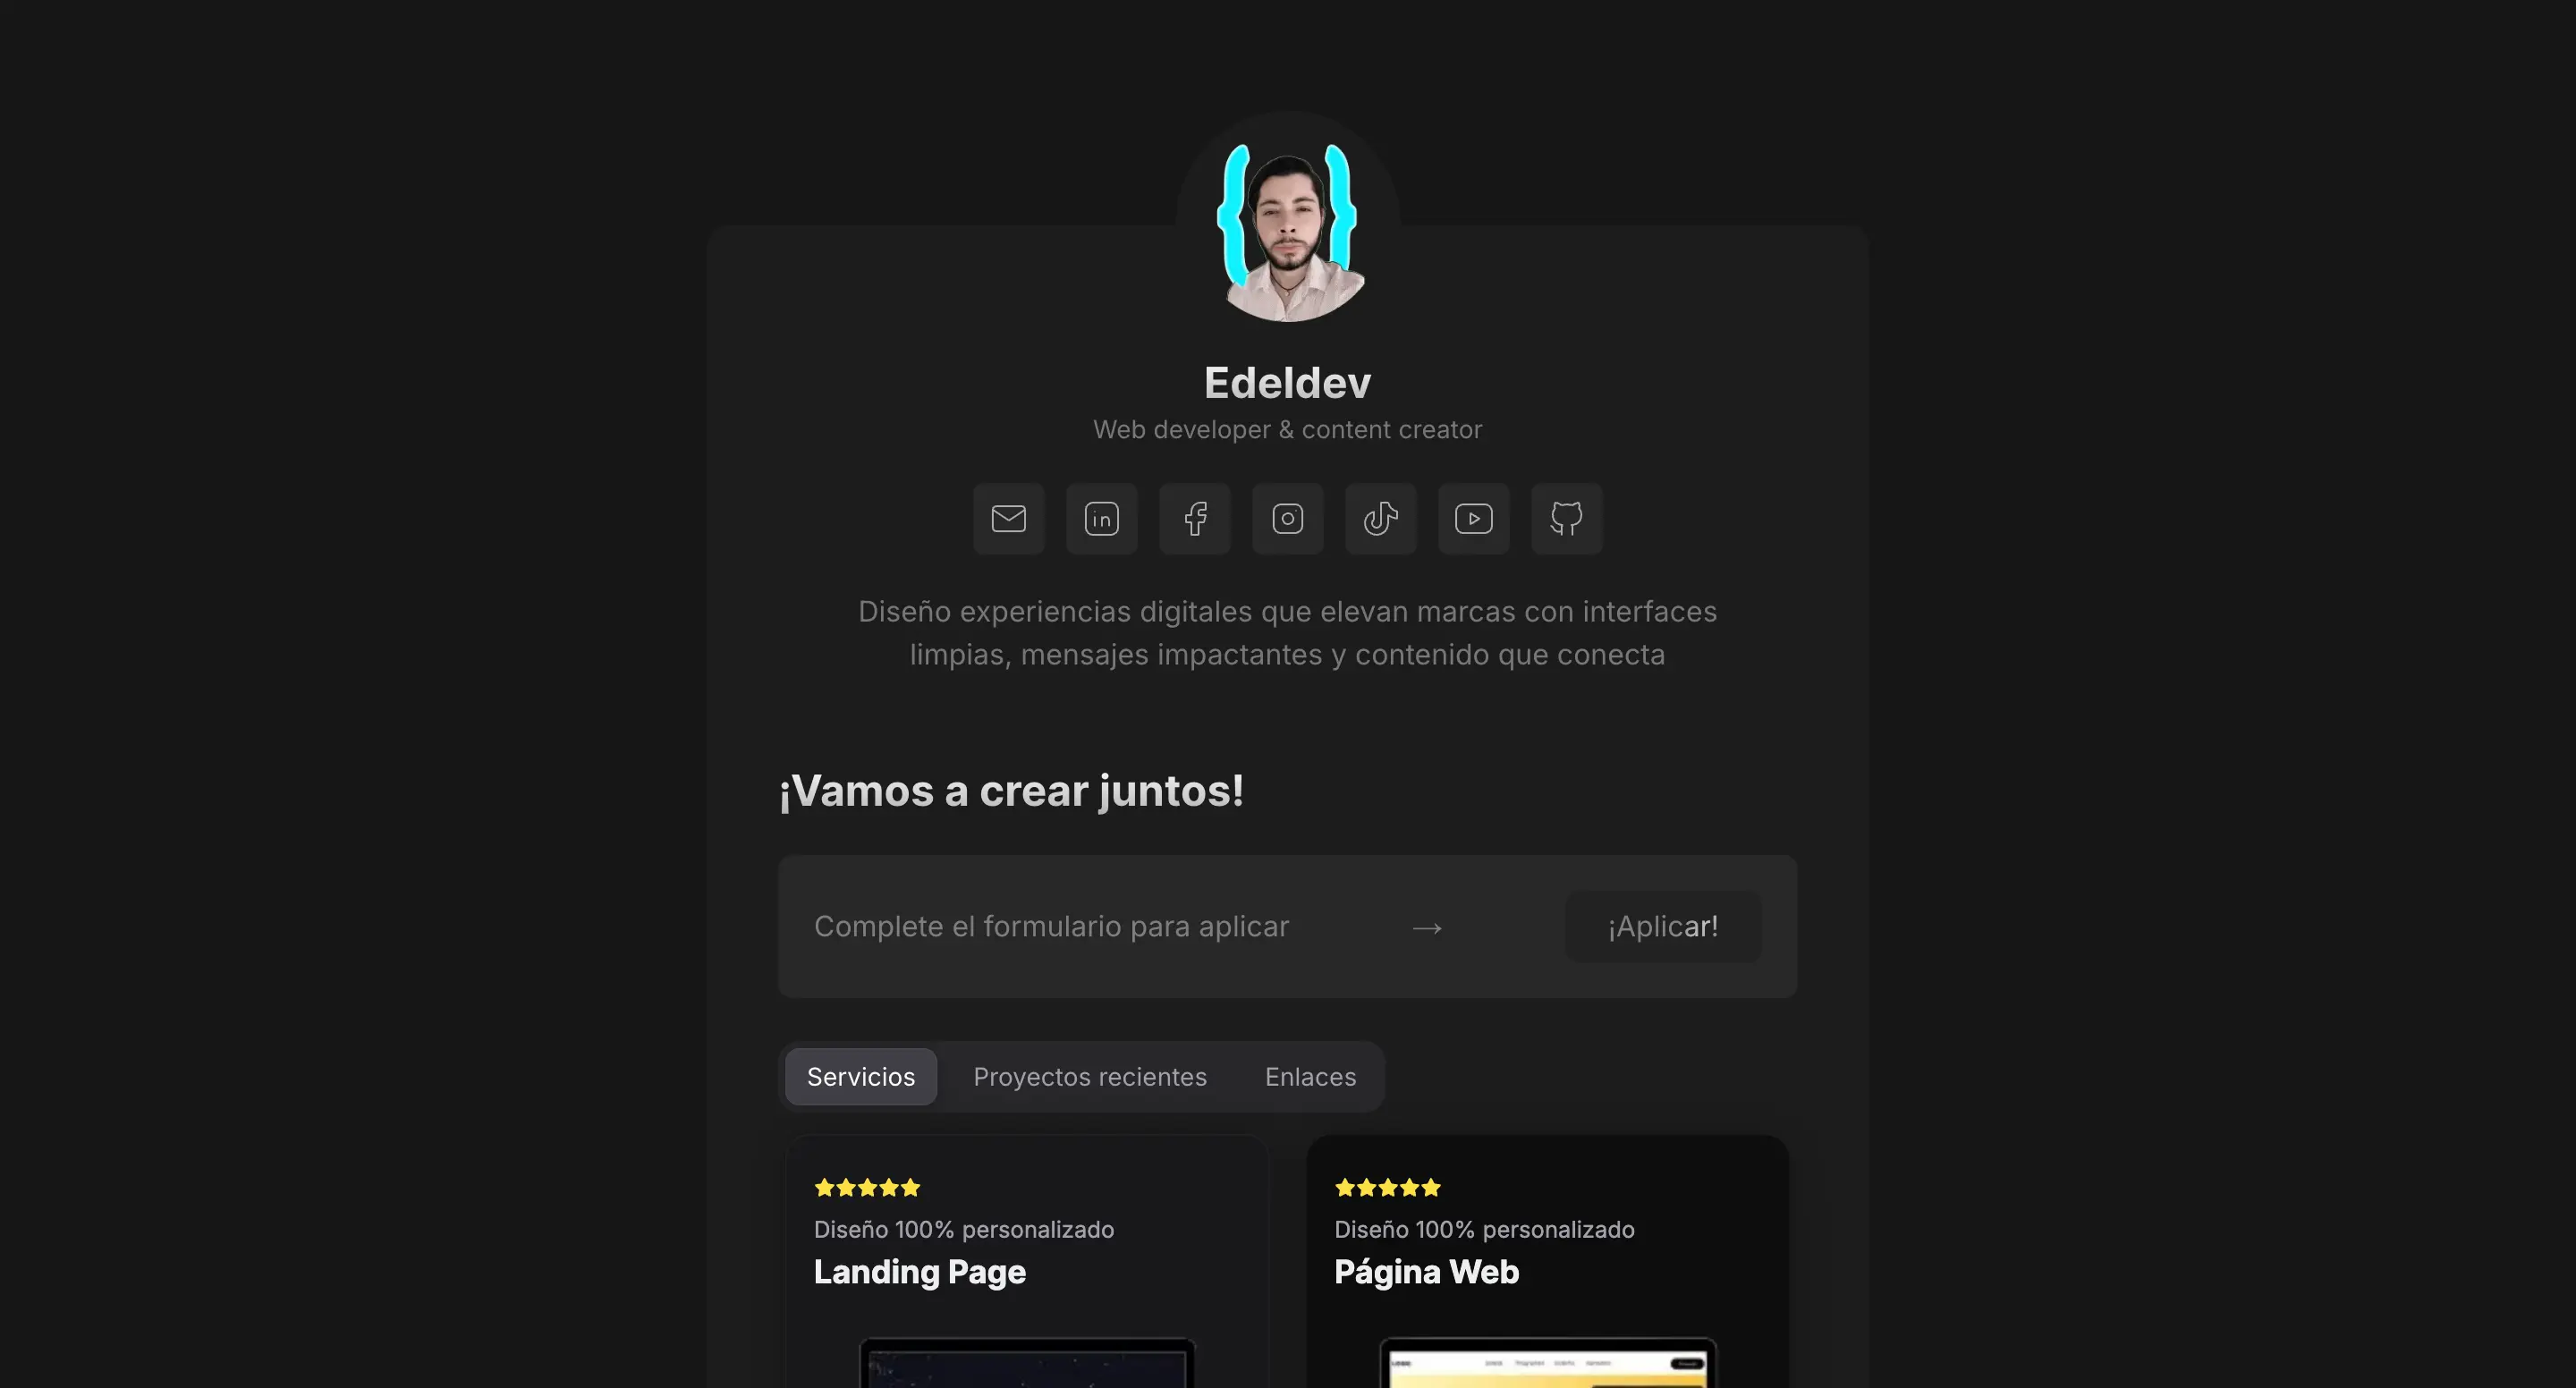 Edeldev
Web developer & content creator
Diseño experiencias digitales que elevan marcas con interfaces
limpias, mensajes impactantes y contenido que conecta
¡Vamos a crear juntos!
Complete el formulario para aplicar → ¡Aplicar!
Servicios Proyectos recientes Enlaces
Diseño 100% personalizado
Landing Page
Diseño 100% personalizado
Página Web